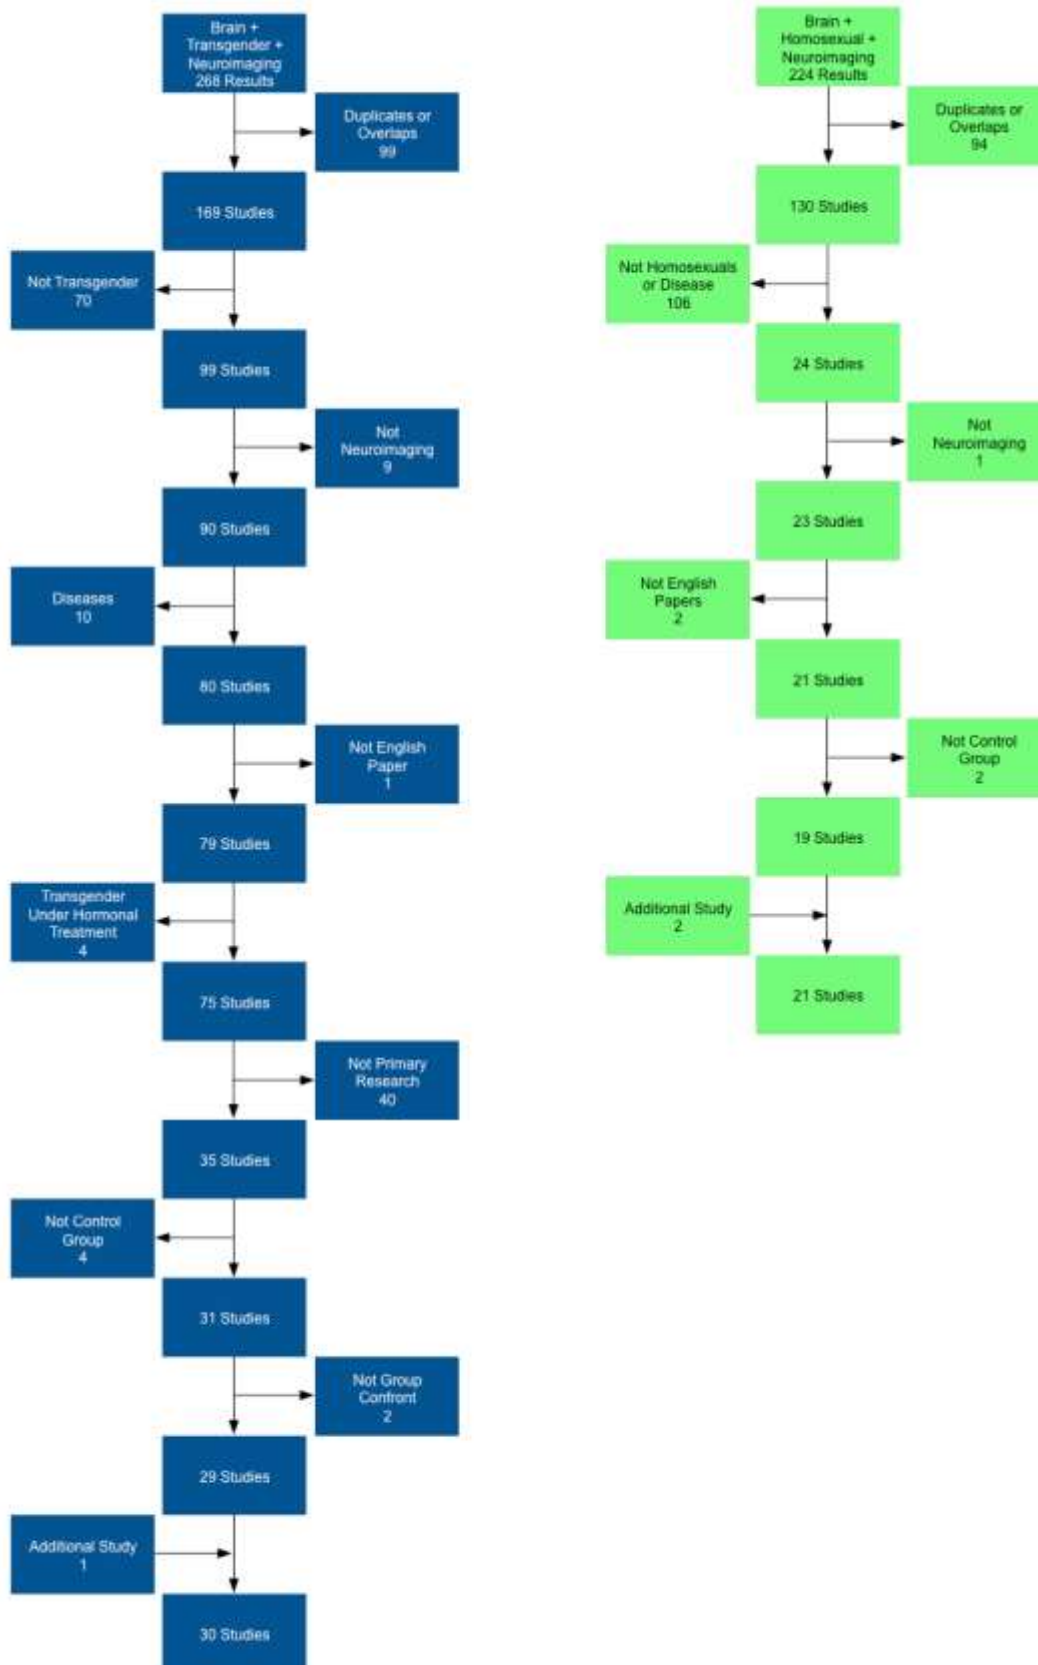 Brain +
Transgender +
Neuroimaging
268 Results
Duplicates or
Overlaps
99
169 Studies
Not Transgender
70
99 Studies
Not
Neuroimaging
9
90 Studies
Diseases
10
80 Studies
Not English
Paper
1
79 Studies
Transgender
Under Hormonal
Treatment
4
75 Studies
Not Primary
Research
40
35 Studies
Not Control
Group
4
31 Studies
Not Group
Confront
2
29 Studies
Additional Study
1
30 Studies
Brain +
Homosexual +
Neuroimaging
224 Results
Duplicates or
Overlaps
94
130 Studies
Not Homosexuals
or Disease
106
24 Studies
Not
Neuroimaging
1
23 Studies
Not English
Papers
2
21 Studies
Not Control
Group
2
19 Studies
Additional Study
2
21 Studies